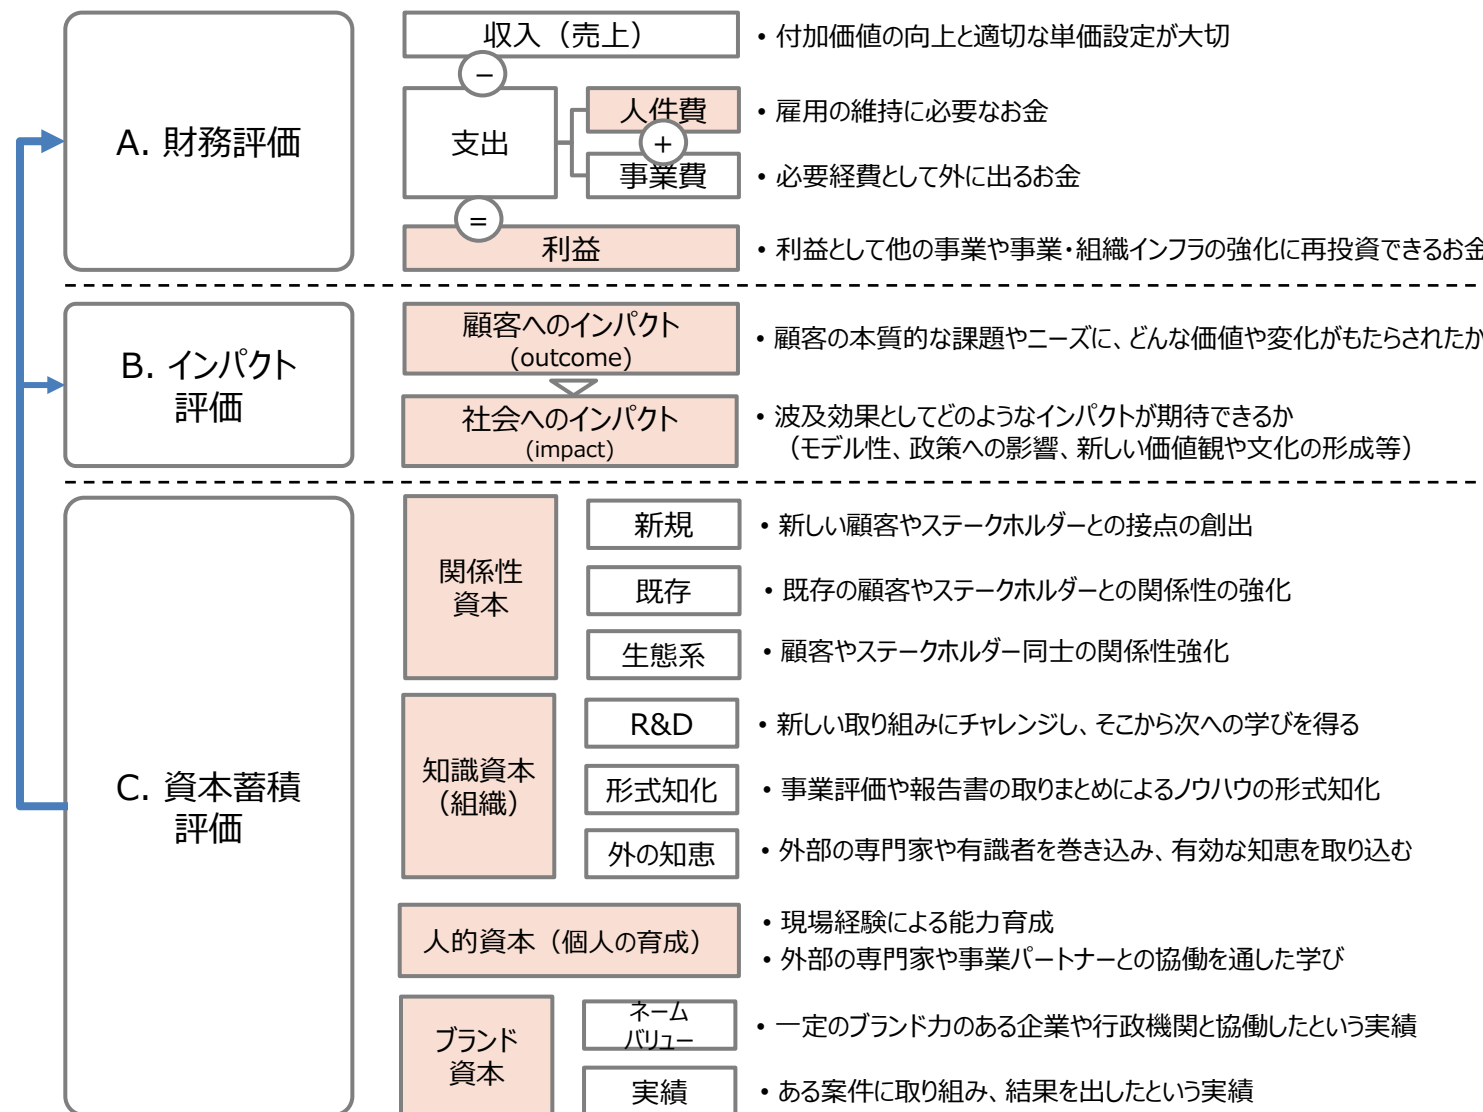 A. 財務評価
収入（売上）
・付加価値の向上と適切な単価設定が大切
−
支出
人件費
・雇用の維持に必要なお金
+
事業費
・必要経費として外に出るお金
=
利益
・利益として他の事業や事業・組織インフラの強化に再投資できるお金
B. インパクト
評価
顧客へのインパクト
(outcome)
・顧客の本質的な課題やニーズに、どんな価値や変化がもたらされたか
社会へのインパクト
(impact)
・波及効果としてどのようなインパクトが期待できるか
（モデル性、政策への影響、新しい価値観や文化の形成等）
C. 資本蓄積
評価
関係性
資本
新規
・新しい顧客やステークホルダーとの接点の創出
既存
・既存の顧客やステークホルダーとの関係性の強化
生態系
・顧客やステークホルダー同士の関係性強化
知識資本
（組織）
R&D
・新しい取り組みにチャレンジし、そこから次への学びを得る
形式知化
・事業評価や報告書の取りまとめによるノウハウの形式知化
外の知恵
・外部の専門家や有識者を巻き込み、有効な知恵を取り込む
人的資本（個人の育成）
・現場経験による能力育成
・外部の専門家や事業パートナーとの協働を通した学び
ブランド
資本
ネーム
バリュー
・一定のブランド力のある企業や行政機関と協働したという実績
実績
・ある案件に取り組み、結果を出したという実績